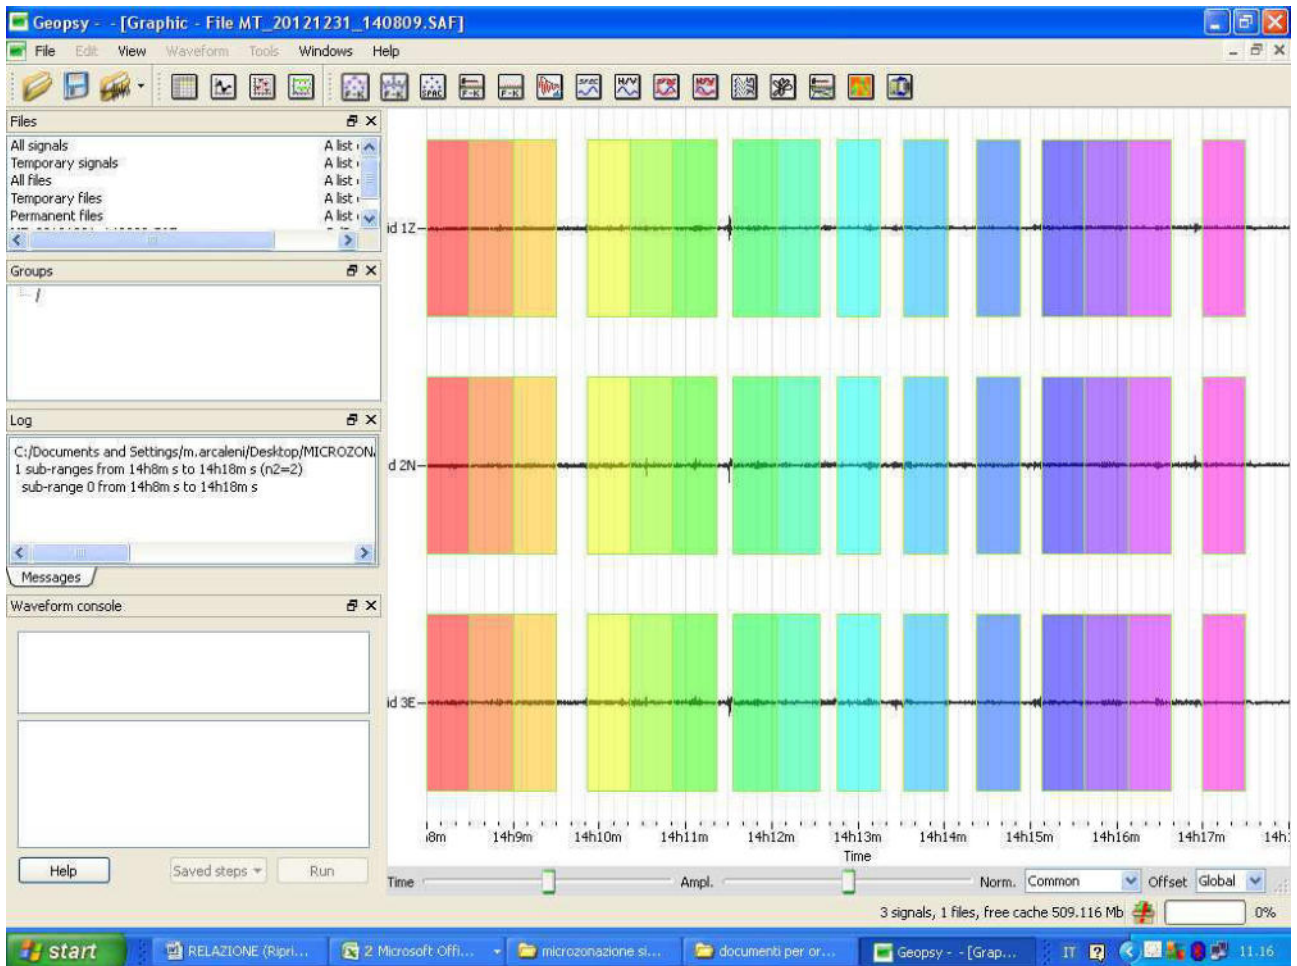 Geopsy - - [Graphic - File MT_20121231_140809.SAF]
File Edit View Waveform Tools Windows Help
F-K F-K SPAC F-K F-K SPEC H/V
Files
All signals A list
Temporary signals A list
All files A list
Temporary files A list
Permanent files A list
Groups
/
Log
C:/Documents and Settings/m.arcaleni/Desktop/MICROZON
1 sub-ranges from 14h8m s to 14h18m s (n2=2)
sub-range 0 from 14h8m s to 14h18m s
Messages
Waveform console
Help Saved steps Run
id 1Z
id 2N
id 3E
8m 14h9m 14h10m 14h11m 14h12m 14h13m 14h14m 14h15m 14h16m 14h17m 14h
Time
Time Ampl. Norm. Common Offset Global
3 signals, 1 files, free cache 509.116 Mb 0%
start RELAZIONE (Ripri... 2 Microsoft Offi... microzonazione si... documenti per or... Geopsy - - [Grap... IT 11.16